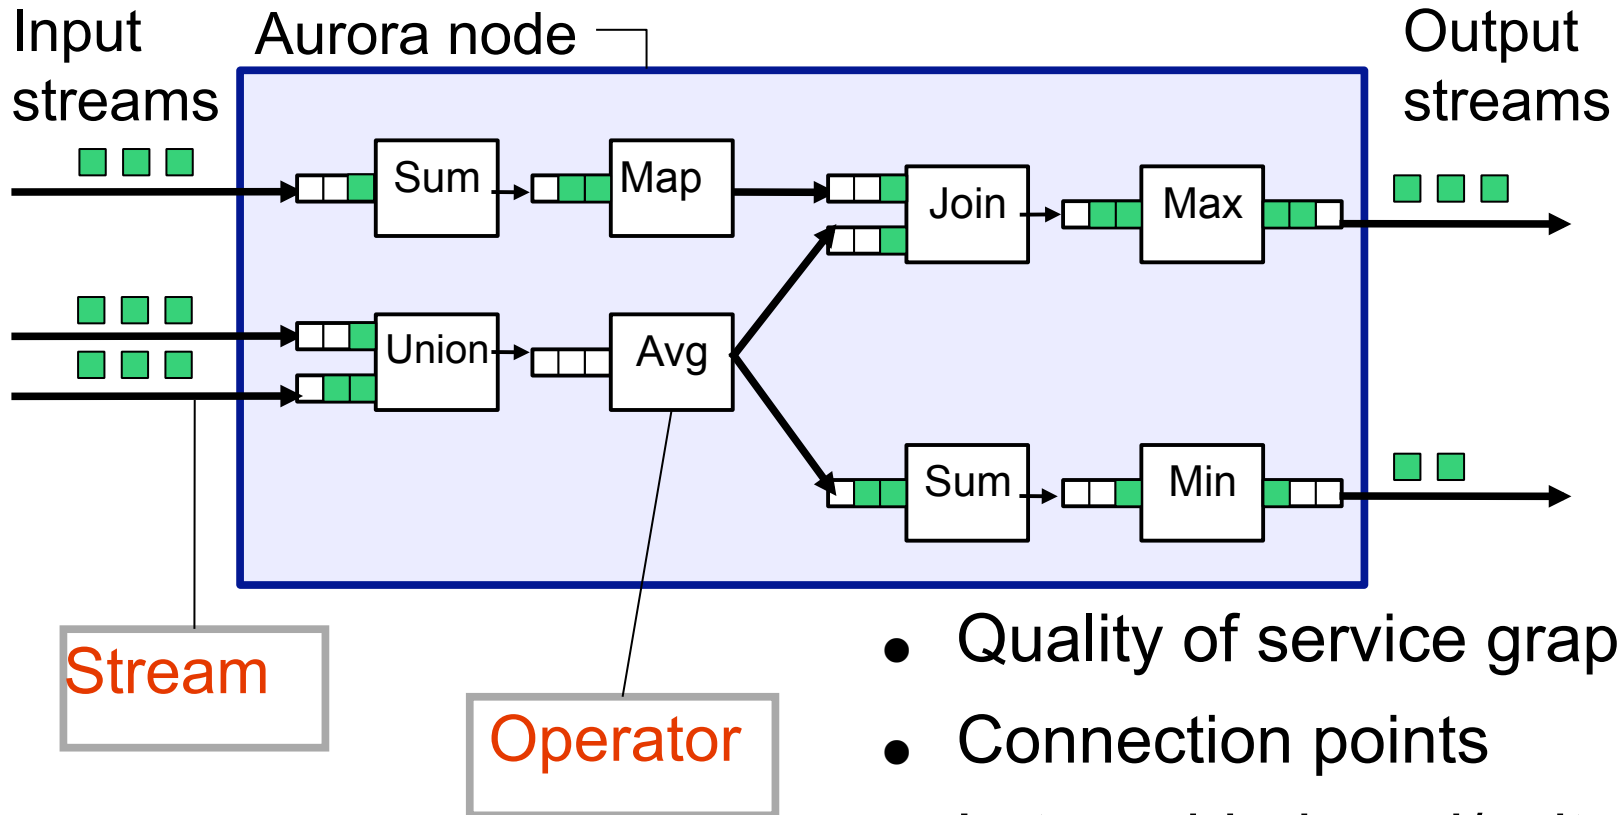 Input streams
Aurora node
Output streams
Sum
Map
Join
Max
Union
Avg
Sum
Min
Stream
Operator
• Quality of service grap
• Connection points